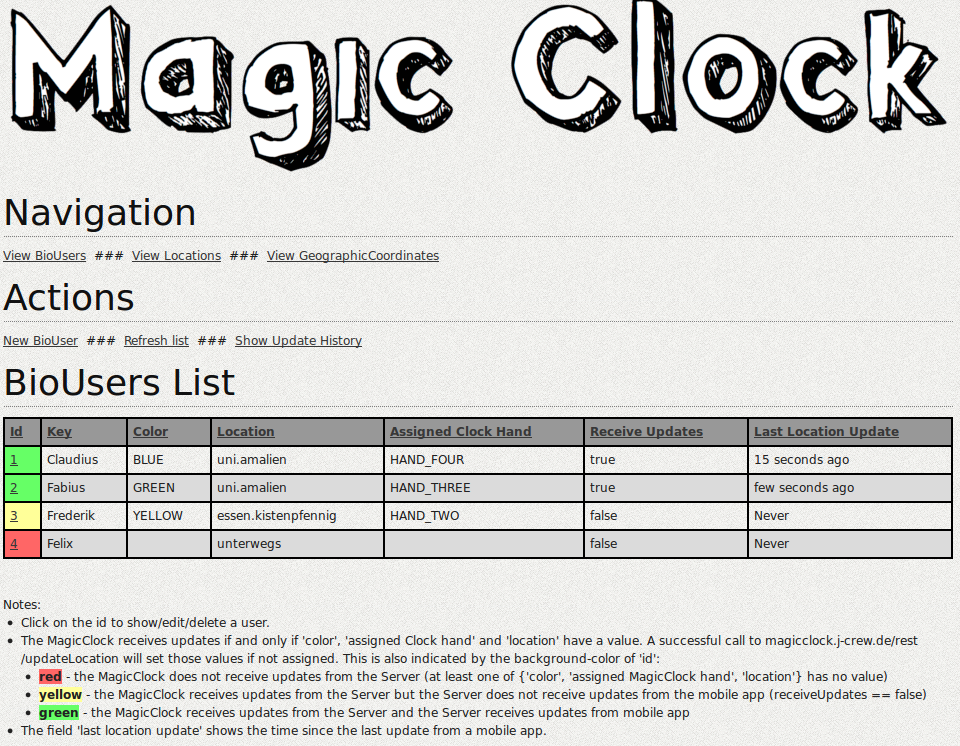 Magic Clock
Navigation
View BioUsers ### View Locations ### View GeographicCoordinates
Actions
New BioUser ### Refresh list ### Show Update History
BioUsers List
Id Key Color Location Assigned Clock Hand Receive Updates Last Location Update
1 Claudius BLUE uni.amalien HAND_FOUR true 15 seconds ago
2 Fabius GREEN uni.amalien HAND_THREE true few seconds ago
3 Frederik YELLOW essen.kistenpfennig HAND_TWO false Never
4 Felix unterwegs false Never
Notes:
• Click on the id to show/edit/delete a user.
• The MagicClock receives updates if and only if 'color', 'assigned Clock hand' and 'location' have a value. A successful call to magicclock.j-crew.de/rest
/updateLocation will set those values if not assigned. This is also indicated by the background-color of 'id':
• red - the MagicClock does not receive updates from the Server (at least one of {'color', 'assigned MagicClock hand', 'location'} has no value)
• yellow - the MagicClock receives updates from the Server but the Server does not receive updates from the mobile app (receiveUpdates == false)
• green - the MagicClock receives updates from the Server and the Server receives updates from mobile app
• The field 'last location update' shows the time since the last update from a mobile app.